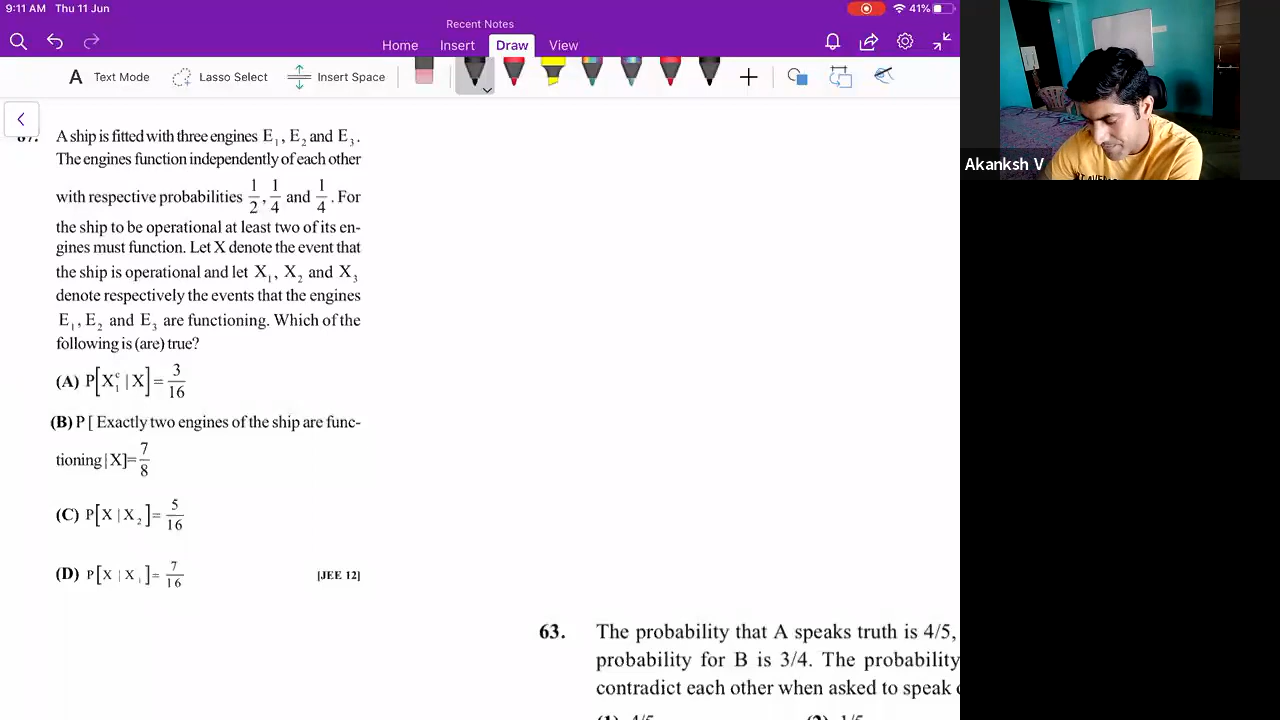 9:11 AM Thu 11 Jun
41%
Recent Notes
Home Insert Draw View
A Text Mode Lasso Select Insert Space
A ship is fitted with three engines E₁, E₂ and E₃.
The engines function independently of each other
with respective probabilities 1/2, 1/4 and 1/4. For
the ship to be operational at least two of its en-
gines must function. Let X denote the event that
the ship is operational and let X₁, X₂ and X₃
denote respectively the events that the engines
E₁, E₂ and E₃ are functioning. Which of the
following is (are) true?
(A) P[X₁ᶜ | X] = 3/16
(B) P [ Exactly two engines of the ship are func-
tioning | X] = 7/8
(C) P[X | X₂] = 5/16
(D) P[X | X₁] = 7/16 [JEE 12]
63. The probability that A speaks truth is 4/5,
probability for B is 3/4. The probability
contradict each other when asked to speak
(1) 4/5 (2) 1/5
Akanksh V